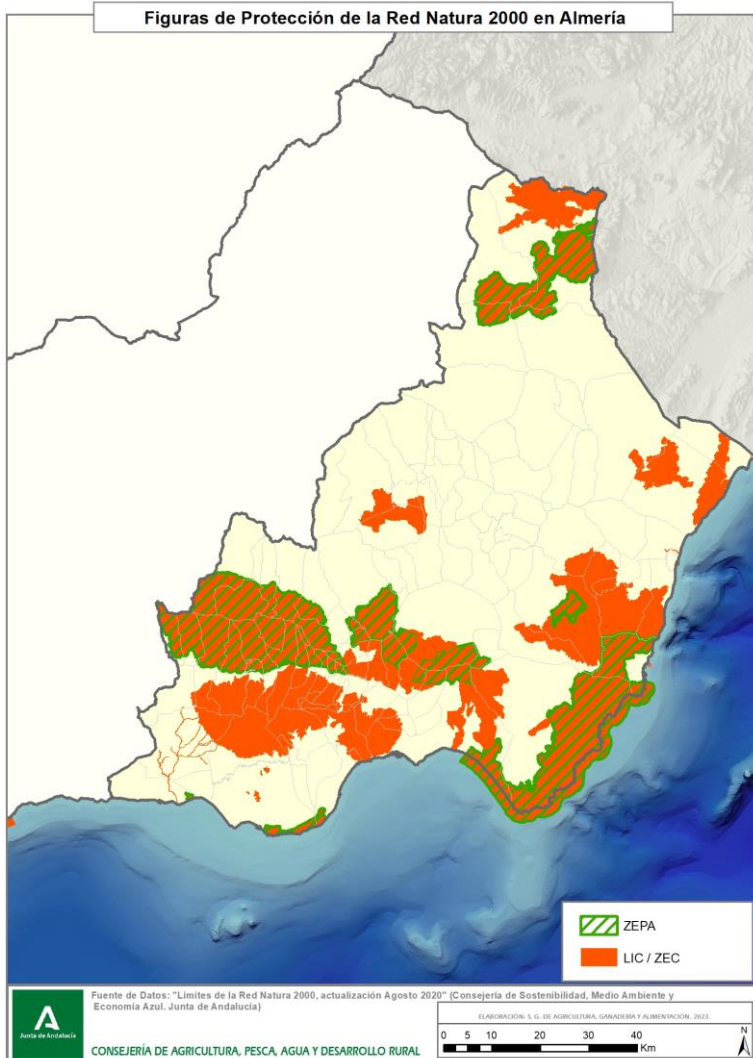 Figuras de Protección de la Red Natura 2000 en Almería
ZEPA
LIC / ZEC
Fuente de Datos: "Limites de la Red Natura 2000, actualización Agosto 2020" (Consejería de Sostenibilidad, Medio Ambiente y
Economía Azul. Junta de Andalucía)
Junta de Andalucía
CONSEJERÍA DE AGRICULTURA, PESCA, AGUA Y DESARROLLO RURAL
ELABORACIÓN: S. G. DE AGRICULTURA, GANADERÍA Y ALIMENTACIÓN. 2023.
0 5 10 20 30 40
Km
N